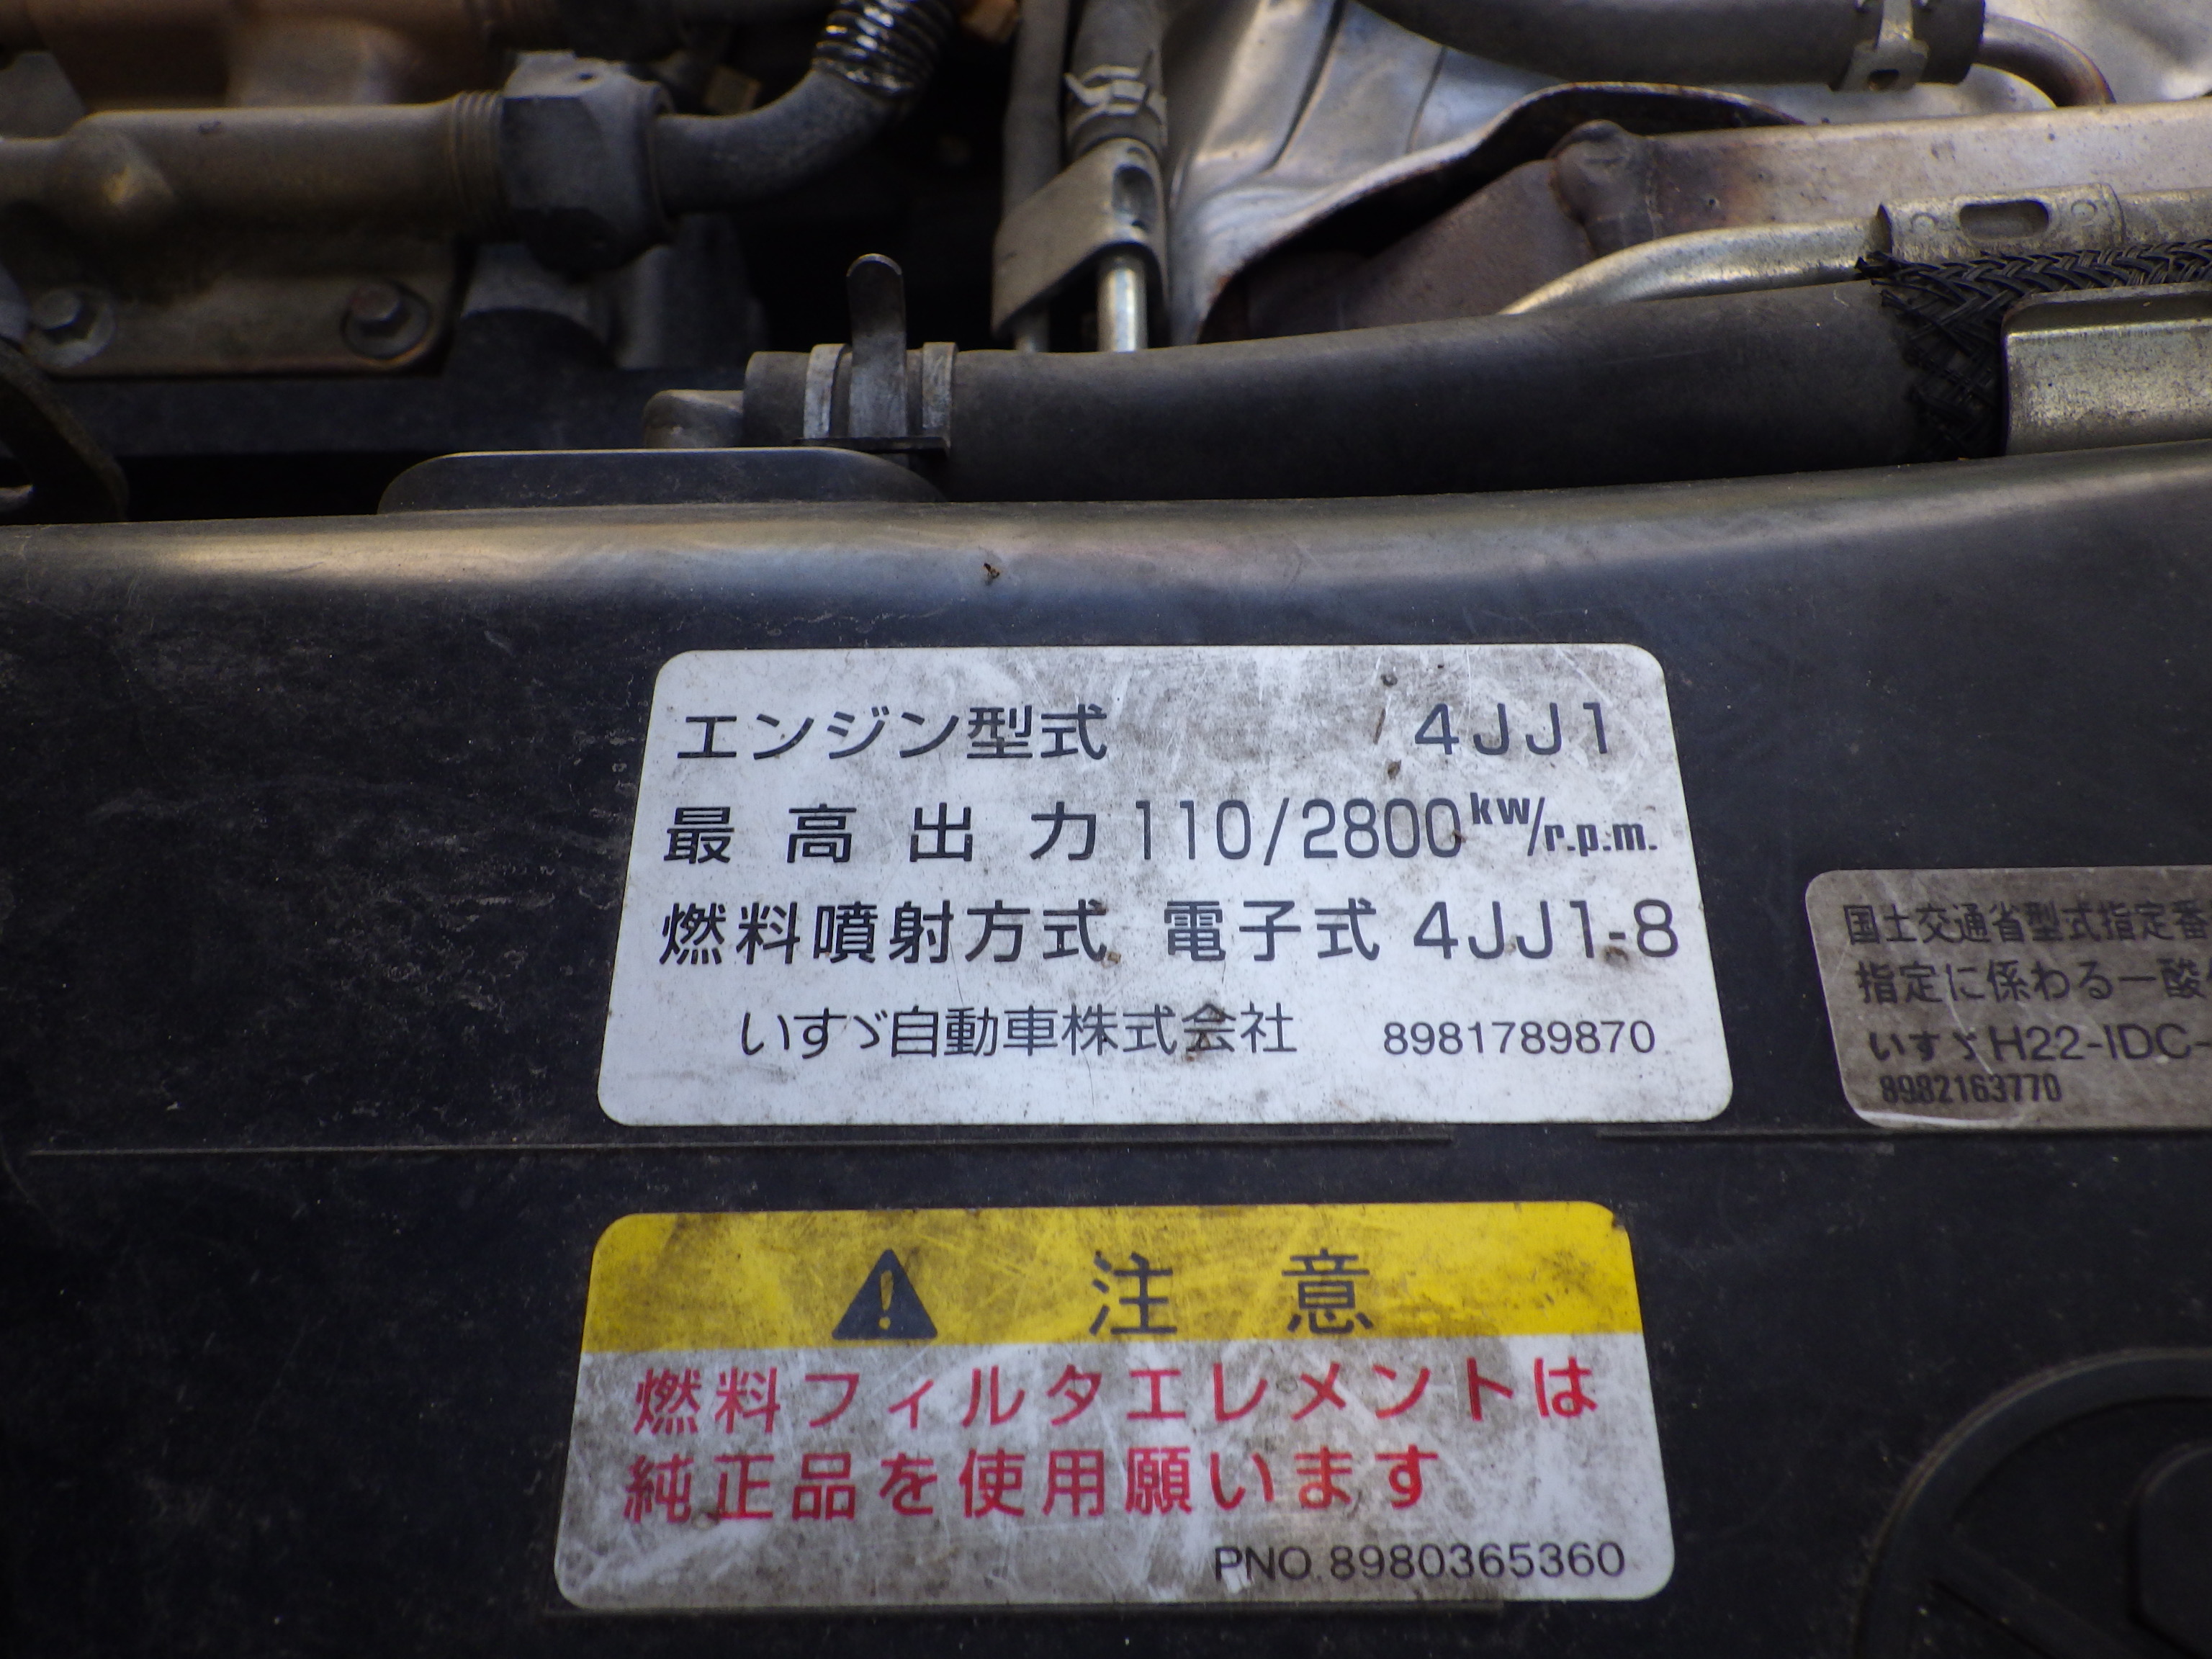 エンジン型式 4JJ1
最高出力 110/2800kw/r.p.m.
燃料噴射方式 電子式 4JJ1-8
いすゞ自動車株式会社 8981789870
国土交通省型式指定番
指定に係わる一酸
いすゞH22-IDC-
8982163770
注意
燃料フィルタエレメントは
純正品を使用願います
PNO.8980365360